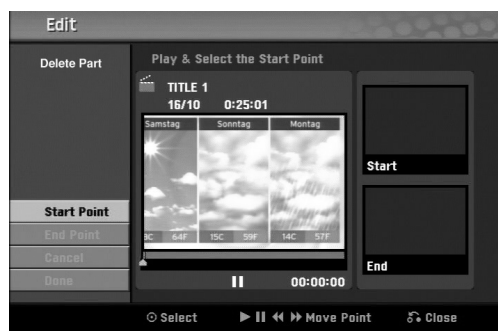 Edit
Delete Part
Play & Select the Start Point
TITLE 1
16/10 0:25:01
Samstag Sonntag Montag
64F 15C 59F 14C 57F
Start
Start Point
End Point
Cancel
Done
End
00:00:00
Select Move Point Close